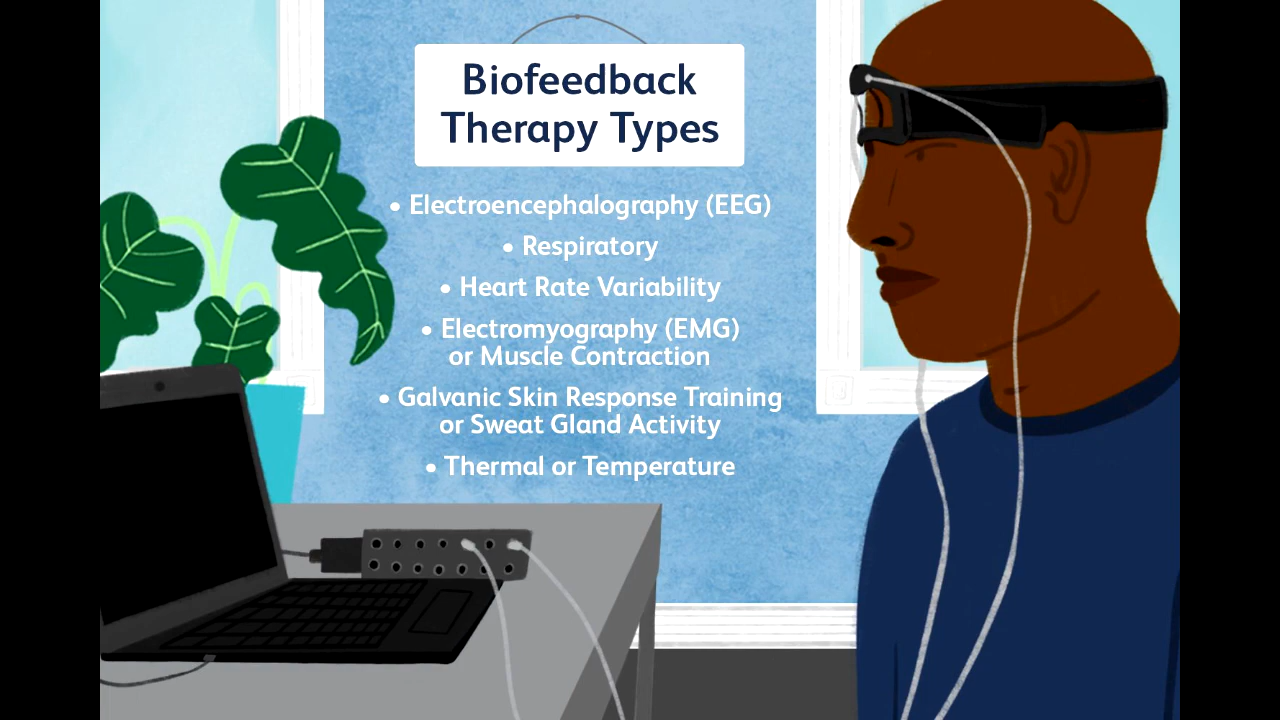 Biofeedback
Therapy Types
• Electroencephalography (EEG)
• Respiratory
• Heart Rate Variability
• Electromyography (EMG)
or Muscle Contraction
• Galvanic Skin Response Training
or Sweat Gland Activity
• Thermal or Temperature